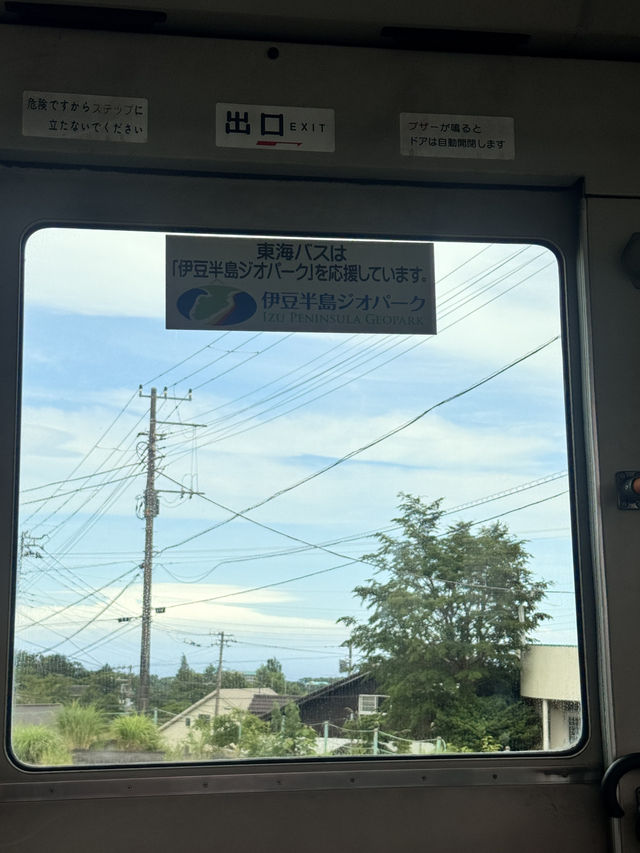 危険ですからステップに
立たないでください
出口 EXIT
ブザーが鳴ると
ドアは自動開閉します
東海バスは
「伊豆半島ジオパーク」を応援しています。
伊豆半島ジオパーク
IZU PENINSULA GEOPARK